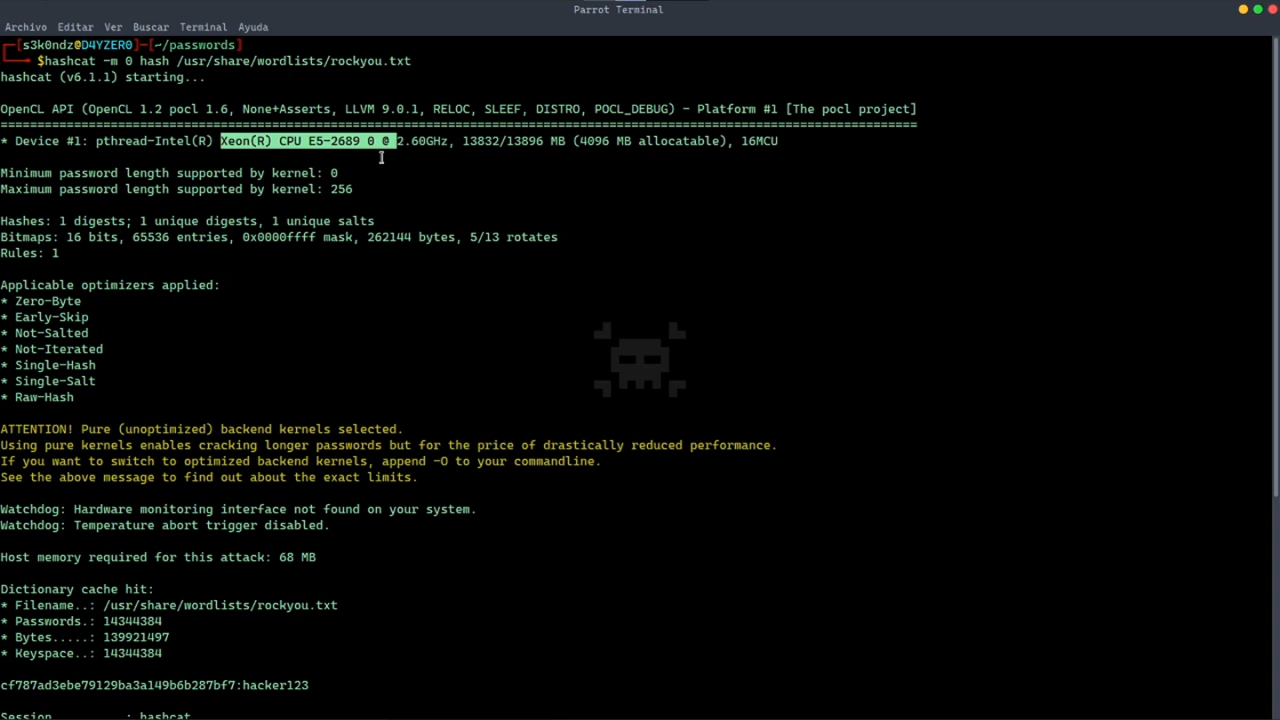 Parrot Terminal
Archivo Editar Ver Buscar Terminal Ayuda
┌─[s3k0ndz@D4YZER0]─[~/passwords]
└──╼ $hashcat -m 0 hash /usr/share/wordlists/rockyou.txt
hashcat (v6.1.1) starting...
OpenCL API (OpenCL 1.2 pocl 1.6, None+Asserts, LLVM 9.0.1, RELOC, SLEEF, DISTRO, POCL_DEBUG) - Platform #1 [The pocl project]
=============================================================================================================================
* Device #1: pthread-Intel(R) Xeon(R) CPU E5-2689 0 @ 2.60GHz, 13832/13896 MB (4096 MB allocatable), 16MCU
Minimum password length supported by kernel: 0
Maximum password length supported by kernel: 256
Hashes: 1 digests; 1 unique digests, 1 unique salts
Bitmaps: 16 bits, 65536 entries, 0x0000ffff mask, 262144 bytes, 5/13 rotates
Rules: 1
Applicable optimizers applied:
* Zero-Byte
* Early-Skip
* Not-Salted
* Not-Iterated
* Single-Hash
* Single-Salt
* Raw-Hash
ATTENTION! Pure (unoptimized) backend kernels selected.
Using pure kernels enables cracking longer passwords but for the price of drastically reduced performance.
If you want to switch to optimized backend kernels, append -O to your commandline.
See the above message to find out about the exact limits.
Watchdog: Hardware monitoring interface not found on your system.
Watchdog: Temperature abort trigger disabled.
Host memory required for this attack: 68 MB
Dictionary cache hit:
* Filename..: /usr/share/wordlists/rockyou.txt
* Passwords.: 14344384
* Bytes.....: 139921497
* Keyspace..: 14344384
cf787ad3ebe79129ba3a149b6b287bf7:hacker123
Session..........: hashcat